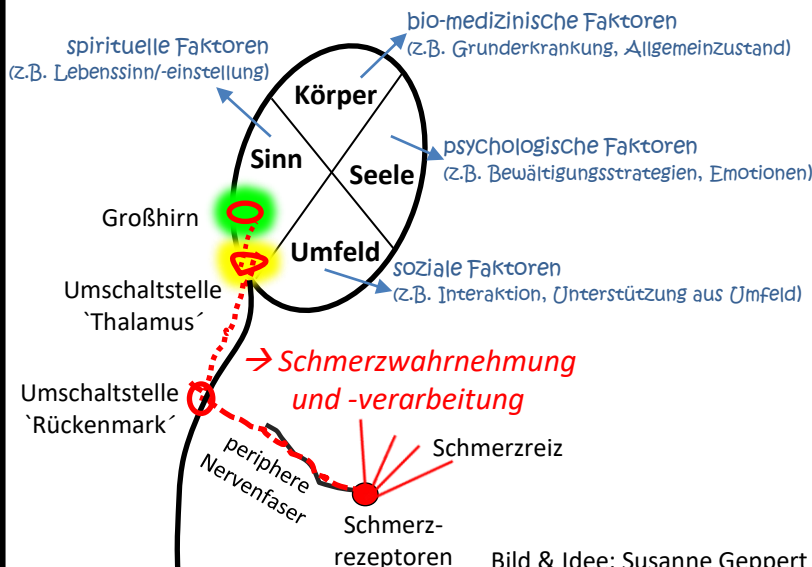 bio-medizinische Faktoren
(z.B. Grunderkrankung, Allgemeinzustand)
spirituelle Faktoren
(z.B. Lebenssinn/-einstellung)
Körper
psychologische Faktoren
(z.B. Bewältigungsstrategien, Emotionen)
Sinn
Seele
Großhirn
Umfeld
soziale Faktoren
(z.B. Interaktion, Unterstützung aus Umfeld)
Umschaltstelle
`Thalamus´
→ Schmerzwahrnehmung
und -verarbeitung
Umschaltstelle
`Rückenmark´
periphere
Nervenfaser
Schmerzreiz
Schmerz-
rezeptoren
Bild & Idee: Susanne Geppert